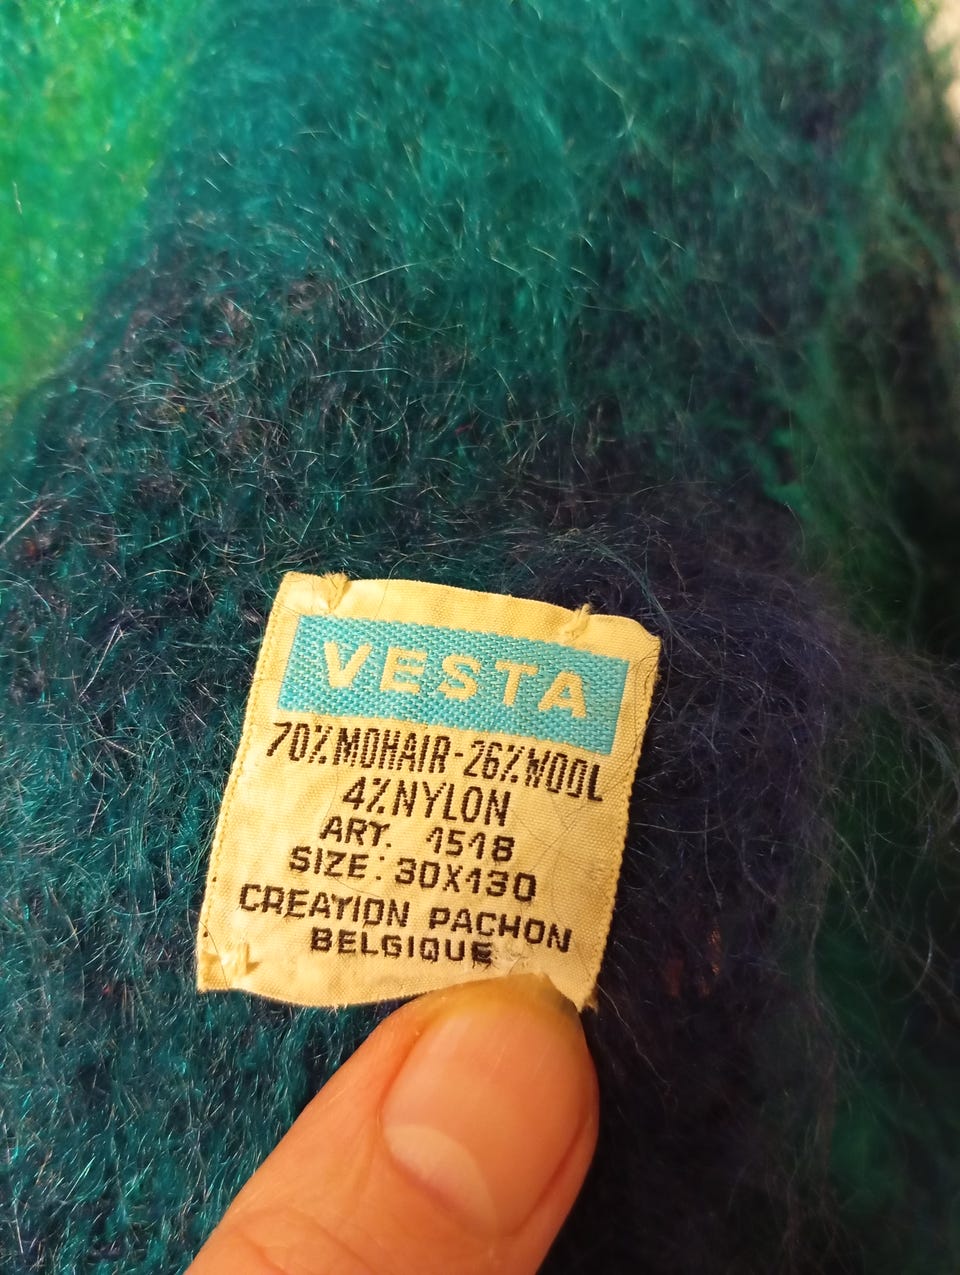 VESTA
70% MOHAIR-26% WOOL
4% NYLON
ART. 1518
SIZE: 30X130
CREATION PACHON
BELGIQUE